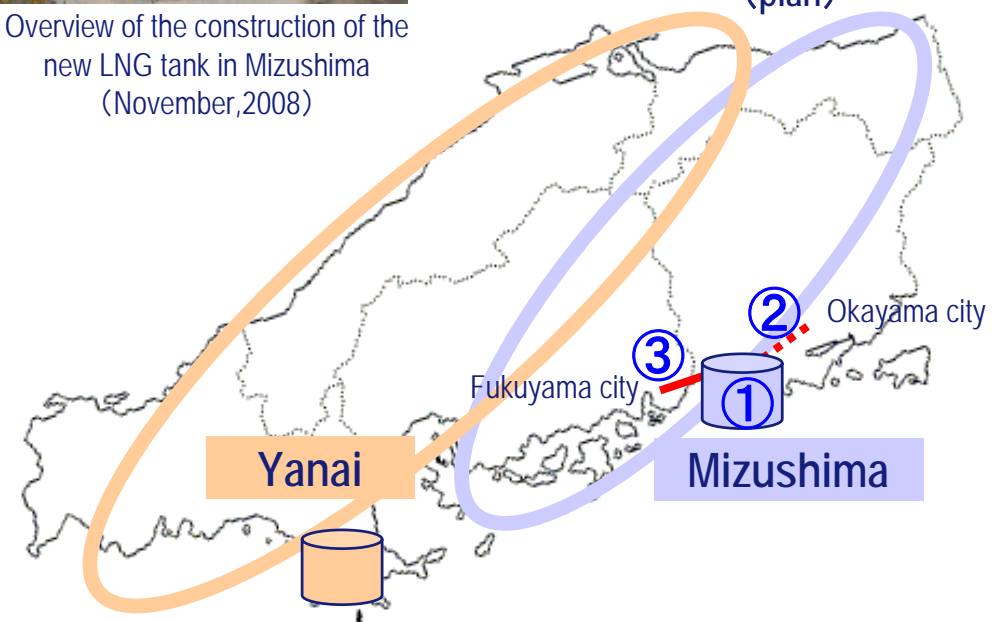 Overview of the construction of the
new LNG tank in Mizushima
（November,2008）
（plan）
② Okayama city
③
Fukuyama city
①
Yanai
Mizushima